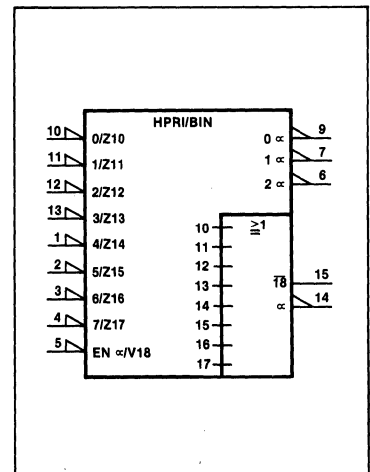 HPRI/BIN
10 0/Z10 0 ∝ 9
11 1/Z11 1 ∝ 7
12 2/Z12 2 ∝ 6
13 3/Z13 10 ≥1
1 4/Z14 11
2 5/Z15 12
3 6/Z16 13 1̅8̅ 15
4 7/Z17 14 ∝ 14
5 EN ∝/V18 15
16
17